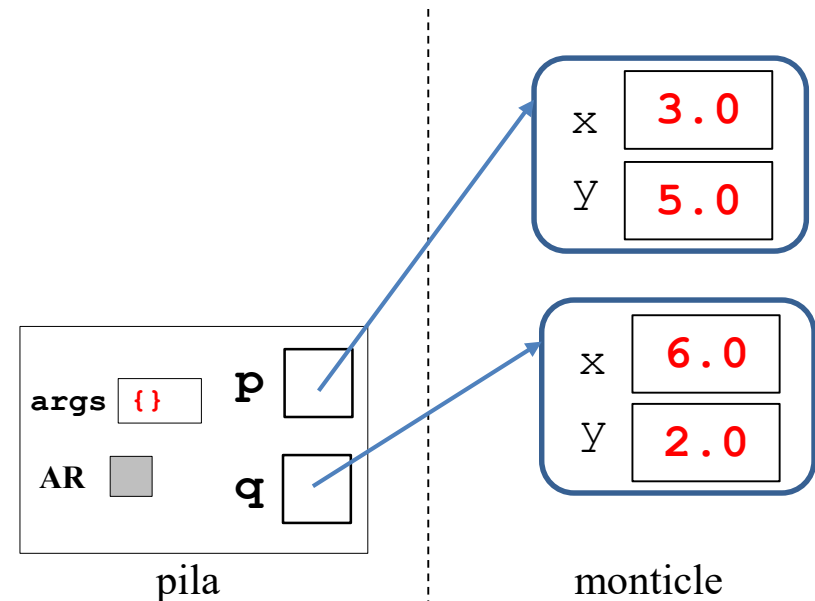 x 3.0
y 5.0
x 6.0
y 2.0
args {} p
AR q
pila monticle